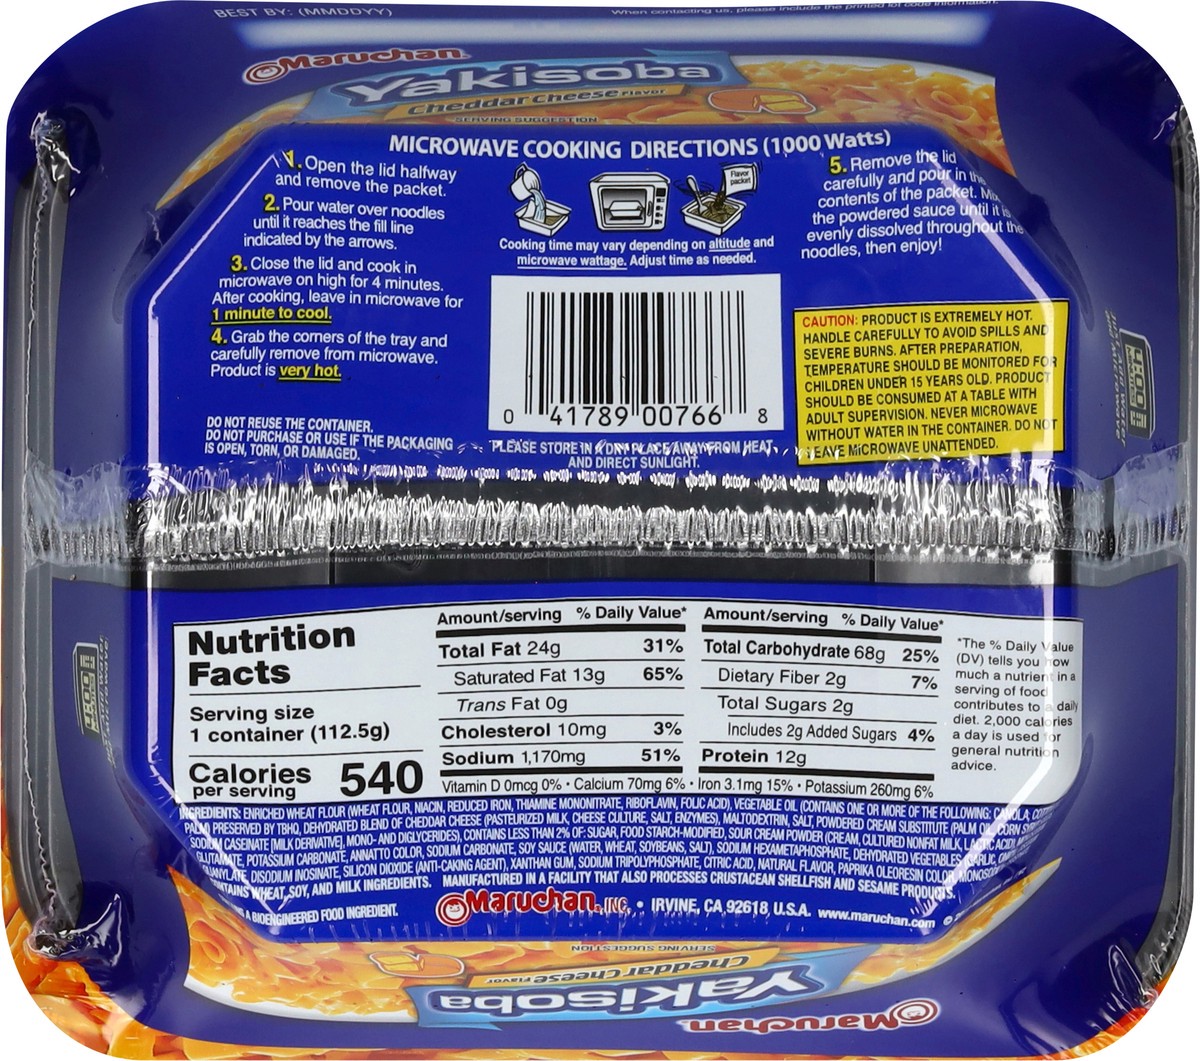 BEST BY: (MMDDYY)
When contacting us, please include the printed lot code information.
Maruchan
Yakisoba
Cheddar Cheese Flavor
SERVING SUGGESTION
MICROWAVE COOKING DIRECTIONS (1000 Watts)
1. Open the lid halfway
and remove the packet.
2. Pour water over noodles
until it reaches the fill line
indicated by the arrows.
3. Close the lid and cook in
microwave on high for 4 minutes.
After cooking, leave in microwave for
1 minute to cool.
4. Grab the corners of the tray and
carefully remove from microwave.
Product is very hot.
Flavor
packet
Cooking time may vary depending on altitude and
microwave wattage. Adjust time as needed.
5. Remove the lid
carefully and pour in the
contents of the packet. Mix
the powdered sauce until it is
evenly dissolved throughout the
noodles, then enjoy!
0 41789 00766 8
CAUTION: PRODUCT IS EXTREMELY HOT.
HANDLE CAREFULLY TO AVOID SPILLS AND
SEVERE BURNS. AFTER PREPARATION,
TEMPERATURE SHOULD BE MONITORED FOR
CHILDREN UNDER 15 YEARS OLD. PRODUCT
SHOULD BE CONSUMED AT A TABLE WITH
ADULT SUPERVISION. NEVER MICROWAVE
WITHOUT WATER IN THE CONTAINER. DO NOT
LEAVE MICROWAVE UNATTENDED.
DO NOT REUSE THE CONTAINER.
DO NOT PURCHASE OR USE IF THE PACKAGING
IS OPEN, TORN, OR DAMAGED.
PLEASE STORE IN A DRY PLACE AWAY FROM HEAT
AND DIRECT SUNLIGHT.
Nutrition
Facts
Serving size
1 container (112.5g)
Calories 540
per serving
Amount/serving % Daily Value*
Total Fat 24g 31%
Saturated Fat 13g 65%
Trans Fat 0g
Cholesterol 10mg 3%
Sodium 1,170mg 51%
Amount/serving % Daily Value*
Total Carbohydrate 68g 25%
Dietary Fiber 2g 7%
Total Sugars 2g
Includes 2g Added Sugars 4%
Protein 12g
Vitamin D 0mcg 0% • Calcium 70mg 6% • Iron 3.1mg 15% • Potassium 260mg 6%
*The % Daily Value
(DV) tells you how
much a nutrient in a
serving of food
contributes to a daily
diet. 2,000 calories
a day is used for
general nutrition
advice.
INGREDIENTS: ENRICHED WHEAT FLOUR (WHEAT FLOUR, NIACIN, REDUCED IRON, THIAMINE MONONITRATE, RIBOFLAVIN, FOLIC ACID), VEGETABLE OIL (CONTAINS ONE OR MORE OF THE FOLLOWING: CANOLA,
PALM) PRESERVED BY TBHQ, DEHYDRATED BLEND OF CHEDDAR CHEESE (PASTEURIZED MILK, CHEESE CULTURE, SALT, ENZYMES), MALTODEXTRIN, SALT, POWDERED CREAM SUBSTITUTE (PALM OIL, CORN
SODIUM CASEINATE [MILK DERIVATIVE], MONO- AND DIGLYCERIDES), CONTAINS LESS THAN 2% OF: SUGAR, FOOD STARCH-MODIFIED, SOUR CREAM POWDER (CREAM, CULTURED NONFAT MILK, LACTIC ACID),
GLUTAMATE, POTASSIUM CARBONATE, ANNATTO COLOR, SODIUM CARBONATE, SOY SAUCE (WATER, WHEAT, SOYBEANS, SALT), SODIUM HEXAMETAPHOSPHATE, DEHYDRATED VEGETABLES (GARLIC,
GUANYLATE, DISODIUM INOSINATE, SILICON DIOXIDE (ANTI-CAKING AGENT), XANTHAN GUM, SODIUM TRIPOLYPHOSPHATE, CITRIC ACID, NATURAL FLAVOR, PAPRIKA OLEORESIN COLOR,
CONTAINS WHEAT, SOY, AND MILK INGREDIENTS. MANUFACTURED IN A FACILITY THAT ALSO PROCESSES CRUSTACEAN SHELLFISH AND SESAME PRODUCTS.
A BIOENGINEERED FOOD INGREDIENT.
Maruchan, INC. • IRVINE, CA 92618 U.S.A. www.maruchan.com ©
SERVING SUGGESTION
Cheddar Cheese Flavor
Yakisoba
Maruchan